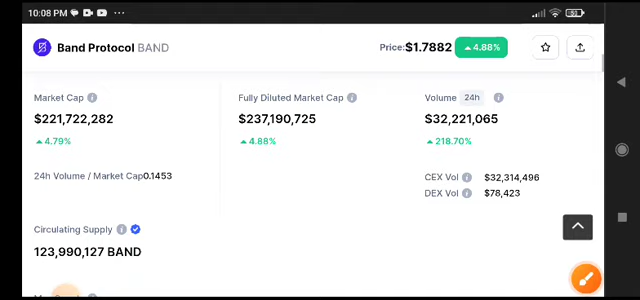 10:08 PM
Band Protocol BAND
Price:$1.7882
4.88%
Market Cap
$221,722,282
4.79%
24h Volume / Market Cap0.1453
Fully Diluted Market Cap
$237,190,725
4.88%
Volume 24h
$32,221,065
218.70%
CEX Vol $32,314,496
DEX Vol $78,423
Circulating Supply
123,990,127 BAND